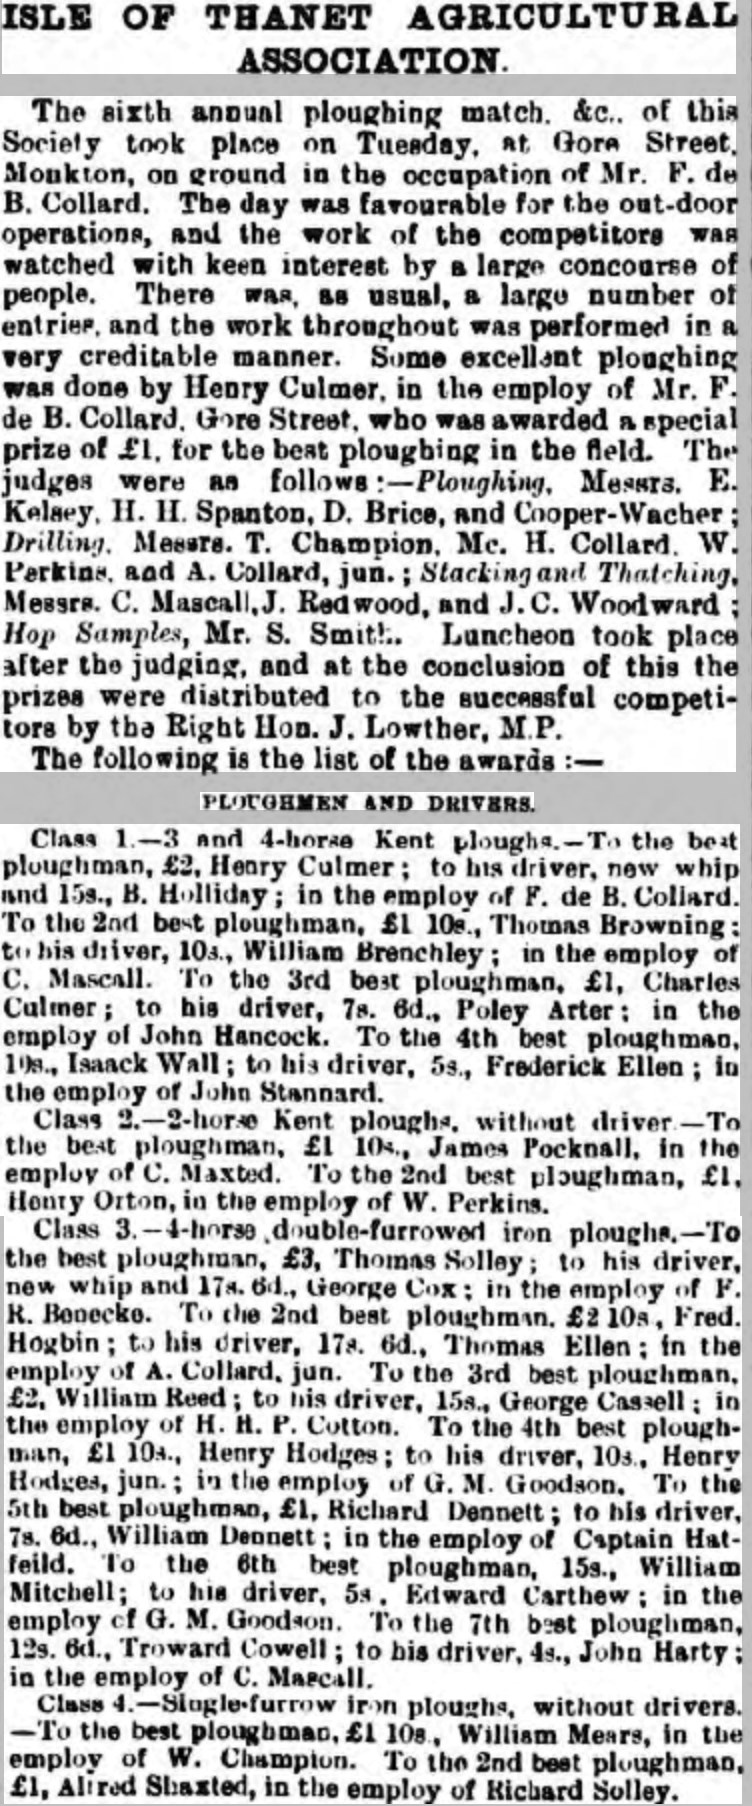 ISLE OF THANET AGRICULTURAL
ASSOCIATION.
The sixth annual ploughing match, &c., of this
Society took place on Tuesday, at Gore Street,
Monkton, on ground in the occupation of Mr. F. de
B. Collard. The day was favourable for the out-door
operations, and the work of the competitors was
watched with keen interest by a large concourse of
people. There was, as usual, a large number of
entries, and the work throughout was performed in a
very creditable manner. Some excellent ploughing
was done by Henry Culmer, in the employ of Mr. F.
de B. Collard, Gore Street, who was awarded a special
prize of £1, for the best ploughing in the field. The
judges were as follows :—Ploughing, Messrs. E.
Kelsey, H. H. Spanton, D. Brice, and Cooper-Wacher ;
Drilling, Messrs. T. Champion, Mc. H. Collard, W.
Perkins, and A. Collard, jun. ; Stacking and Thatching,
Messrs. C. Mascall, J. Redwood, and J. C. Woodward ;
Hop Samples, Mr. S. Smith. Luncheon took place
after the judging, and at the conclusion of this the
prizes were distributed to the successful competi-
tors by the Right Hon. J. Lowther, M.P.
The following is the list of the awards :—
PLOUGHMEN AND DRIVERS.
Class 1.—3 and 4-horse Kent ploughs.—To the best
ploughman, £2, Henry Culmer ; to his driver, new whip
and 15s., B. Holliday ; in the employ of F. de B. Collard.
To the 2nd best ploughman, £1 10s., Thomas Browning ;
to his driver, 10s., William Brenchley ; in the employ of
C. Mascall. To the 3rd best ploughman, £1, Charles
Culmer ; to his driver, 7s. 6d., Poley Arter ; in the
employ of John Hancock. To the 4th best ploughman,
10s., Isaack Wall ; to his driver, 5s., Frederick Ellen ; in
the employ of John Stannard.
Class 2.—2-horse Kent ploughs, without driver.—To
the best ploughman, £1 10s., James Pocknall, in the
employ of C. Maxted. To the 2nd best ploughman, £1,
Henry Orton, in the employ of W. Perkins.
Class 3.—4-horse double-furrowed iron ploughs.—To
the best ploughman, £3, Thomas Solley ; to his driver,
new whip and 17s. 6d., George Cox ; in the employ of F.
R. Benecke. To the 2nd best ploughman, £2 10s., Fred.
Hogbin ; to his driver, 17s. 6d., Thomas Ellen ; in the
employ of A. Collard, jun. To the 3rd best ploughman,
£2, William Reed ; to his driver, 15s., George Cassell ; in
the employ of H. H. P. Cotton. To the 4th best plough-
man, £1 10s., Henry Hodges ; to his driver, 10s., Henry
Hodges, jun. ; in the employ of G. M. Goodson. To the
5th best ploughman, £1, Richard Dennett ; to his driver,
7s. 6d., William Dennett ; in the employ of Captain Hat-
feild. To the 6th best ploughman, 15s., William
Mitchell; to his driver, 5s., Edward Carthew ; in the
employ of G. M. Goodson. To the 7th best ploughman,
12s. 6d., Troward Cowell ; to his driver, 4s., John Harty ;
in the employ of C. Mascall.
Class 4.—Single-furrow iron ploughs, without drivers.
—To the best ploughman, £1 10s., William Mears, in the
employ of W. Champion. To the 2nd best ploughman,
£1, Alfred Shaxted, in the employ of Richard Solley.